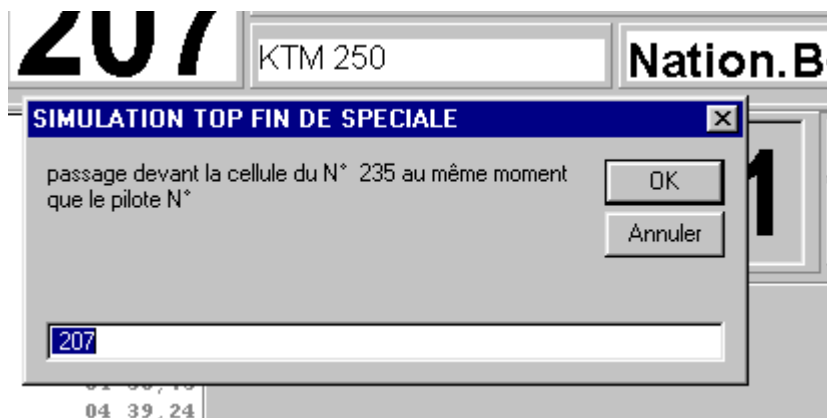 207
KTM 250
Nation.B
SIMULATION TOP FIN DE SPECIALE
passage devant la cellule du N° 235 au même moment
que le pilote N°
OK
1
Annuler
207
04 39,24